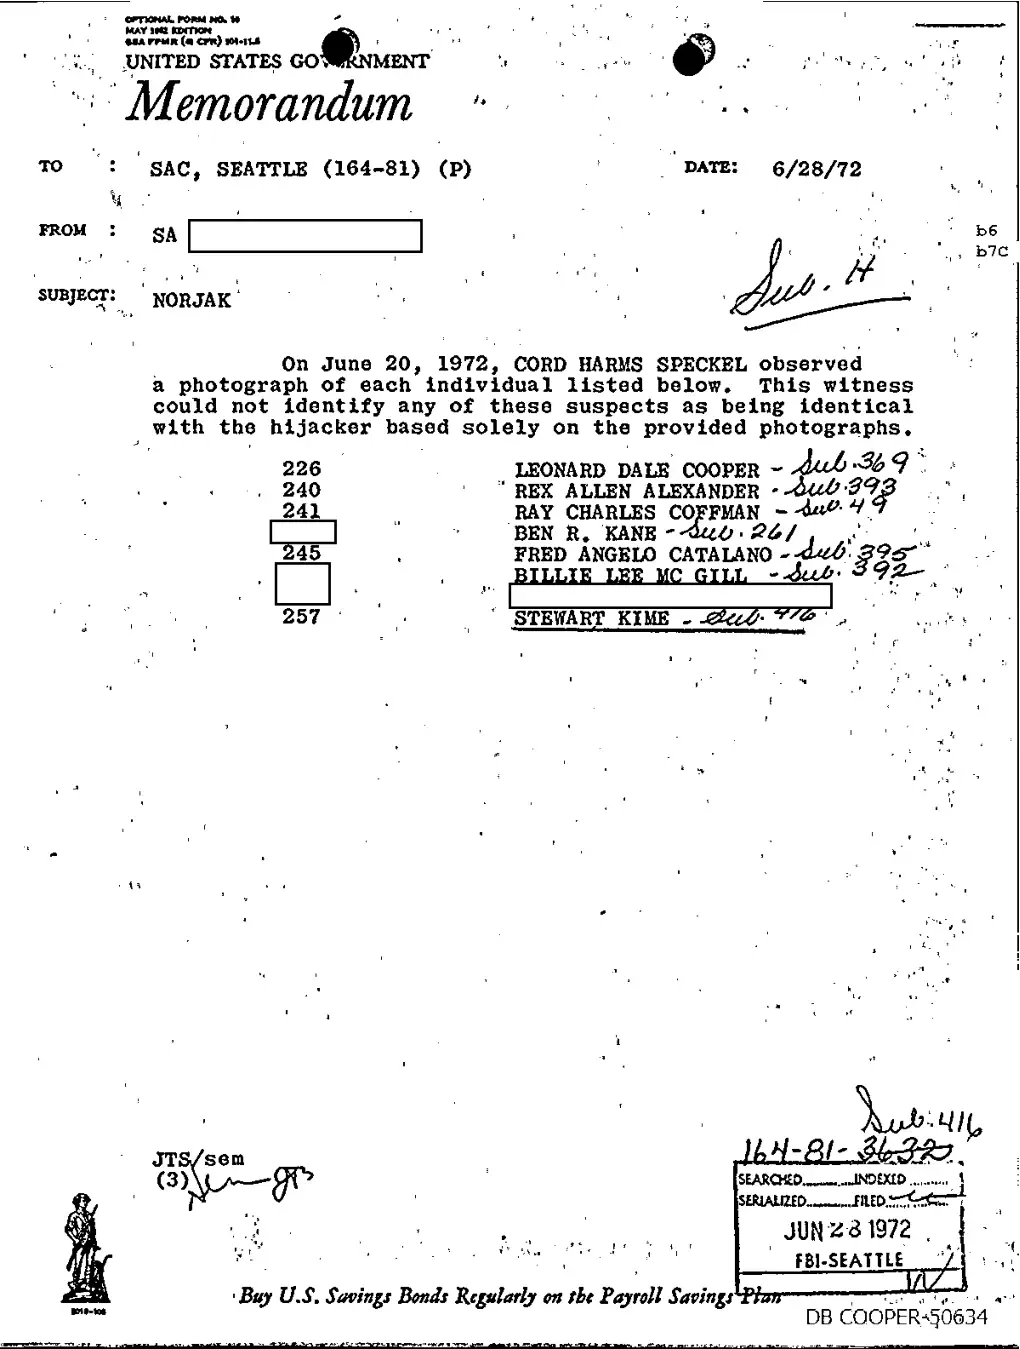 OPTIONAL FORM NO. 10
MAY 1962 EDITION
GSA FPMR (41 CFR) 101-11.6
UNITED STATES GOVERNMENT
Memorandum
TO : SAC, SEATTLE (164-81) (P) DATE: 6/28/72
FROM : SA b6
b7C
Sub. H
SUBJECT: NORJAK
On June 20, 1972, CORD HARMS SPECKEL observed
a photograph of each individual listed below. This witness
could not identify any of these suspects as being identical
with the hijacker based solely on the provided photographs.
226 LEONARD DALE COOPER - Sub. 369
240 REX ALLEN ALEXANDER - Sub. 393
241 RAY CHARLES COFFMAN - Sub. 49
BEN R. KANE - Sub. 261
245 FRED ANGELO CATALANO - Sub. 395
BILLIE LEE MC GILL - Sub. 392
257 STEWART KIME - Sub. 416
Sub. 416
164-81-3632
JTS/sem
(3)
SEARCHED INDEXED
SERIALIZED FILED
JUN 28 1972
FBI-SEATTLE
Buy U.S. Savings Bonds Regularly on the Payroll Savings Plan
5010-108
DB COOPER-50634